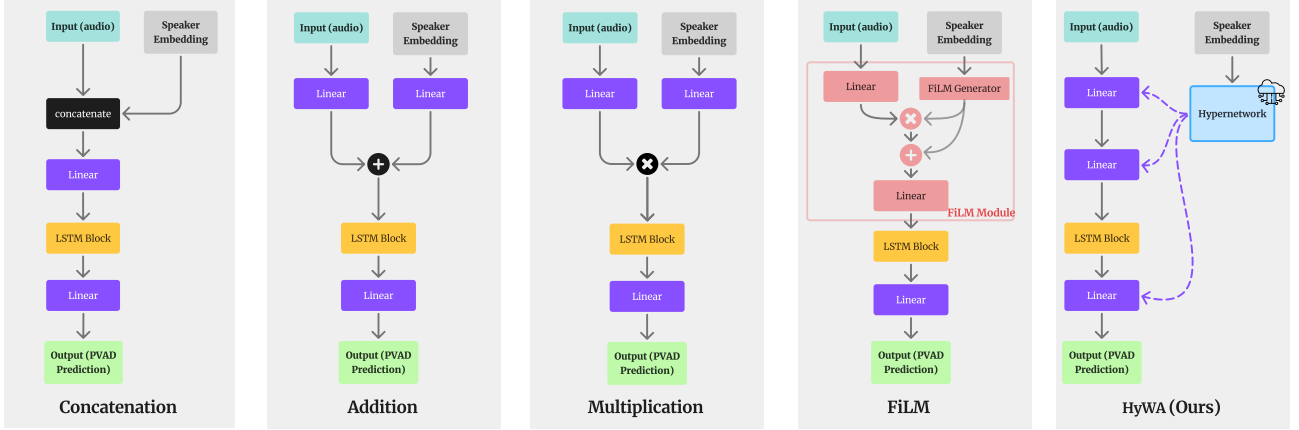 Input (audio)
Speaker
Embedding
concatenate
Linear
LSTM Block
Linear
Output (PVAD
Prediction)
Concatenation
Input (audio)
Speaker
Embedding
Linear
Linear
LSTM Block
Linear
Output (PVAD
Prediction)
Addition
Input (audio)
Speaker
Embedding
Linear
Linear
LSTM Block
Linear
Output (PVAD
Prediction)
Multiplication
Input (audio)
Speaker
Embedding
Linear
FiLM Generator
Linear
FiLM Module
LSTM Block
Linear
Output (PVAD
Prediction)
FiLM
Input (audio)
Speaker
Embedding
Linear
Hypernetwork
Linear
LSTM Block
Linear
Output (PVAD
Prediction)
HyWA (Ours)